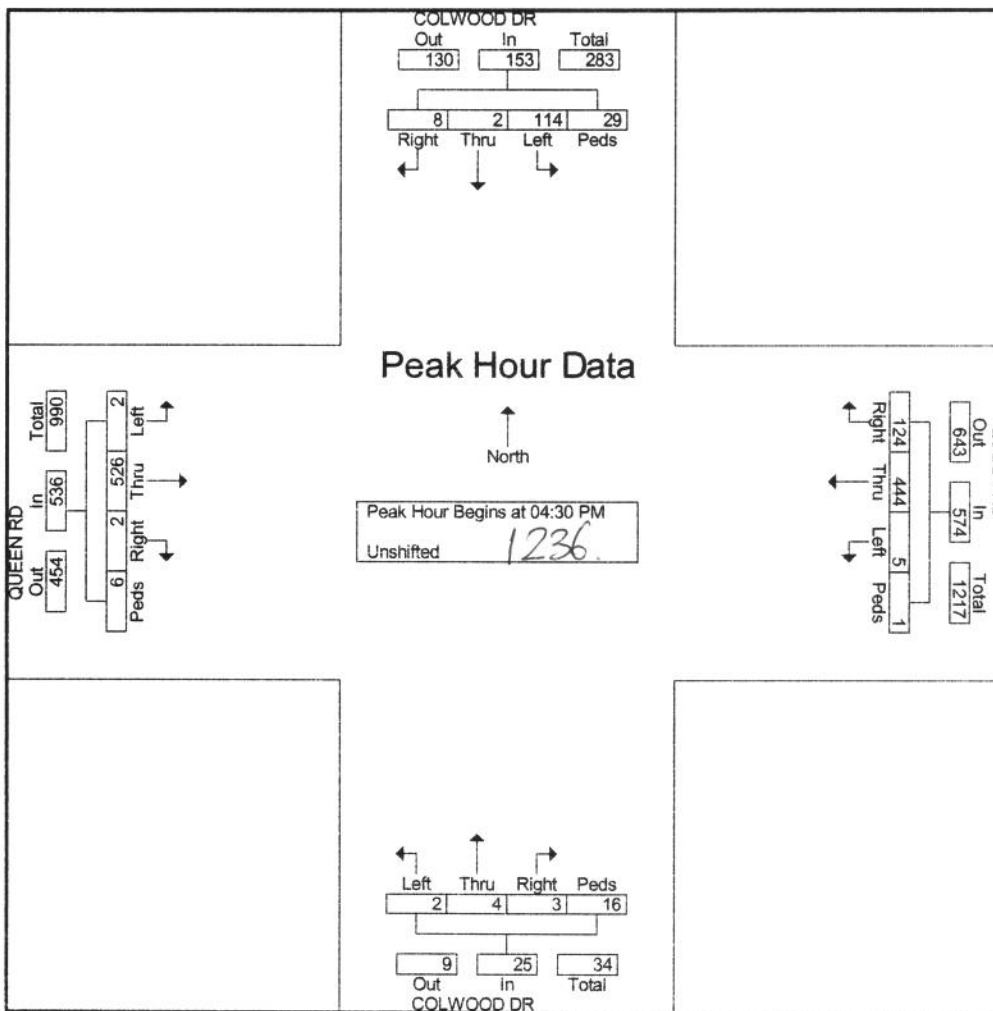 COLWOOD DR
Out In Total
130 153 283
8 2 114 29
Right Thru Left Peds
Peak Hour Data
North
Peak Hour Begins at 04:30 PM
Unshifted 1236.
QUEEN RD
Total In Out
990 536 454
2 526 2 6
Left Thru Right Peds
Out In Total
643 574 1217
124 444 5 1
Right Thru Left Peds
Left Thru Right Peds
2 4 3 16
9 25 34
Out In Total
COLWOOD DR